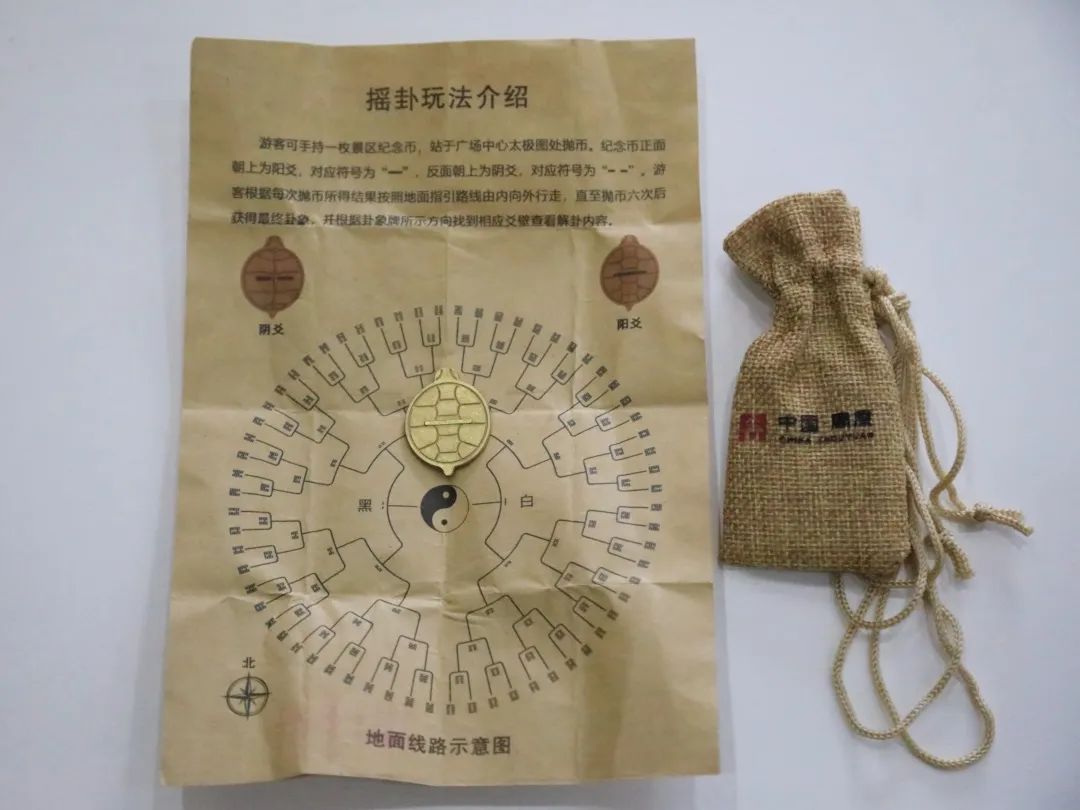 摇卦玩法介绍
游客可手持一枚景区纪念币，站于广场中心太极图处抛币。纪念币正面
朝上为阳爻，对应符号为“—”，反面朝上为阴爻，对应符号为“- -”。游
客根据每次抛币所得结果按照地面指引路线由内向外行走，直至抛币六次后
获得最终卦象，并根据卦象牌所示方向找到相应爻壁查看解卦内容。
阴爻
阳爻
黑
白
北
地面线路示意图
中国
CHINA